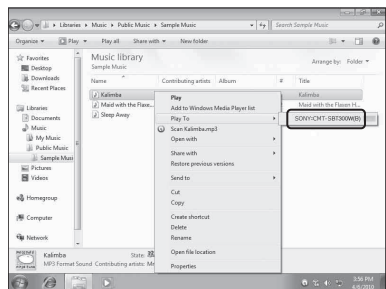 Libraries ▸ Music ▸ Public Music ▸ Sample Music
Search Sample Music
Organize
Play
Play all
Share with
New folder
Favorites
Desktop
Downloads
Recent Places
Libraries
Documents
Music
My Music
Public Music
Sample Musi
Pictures
Videos
Homegroup
Computer
Network
Music library
Sample Music
Arrange by: Folder
Name Contributing artists Album # Title
Kalimba
Kalimba
Maid with the Flaxe...
Maid with the Flaxen H...
Sleep Away
Play
Add to Windows Media Player list
Play To
SONY:CMT-SBT300W(B)
Scan Kalimba.mp3
Open with
Share with
Restore previous versions
Send to
Cut
Copy
Create shortcut
Delete
Rename
Open file location
Properties
Kalimba
State:
MP3 Format Sound Contributing artists:
3:56 PM